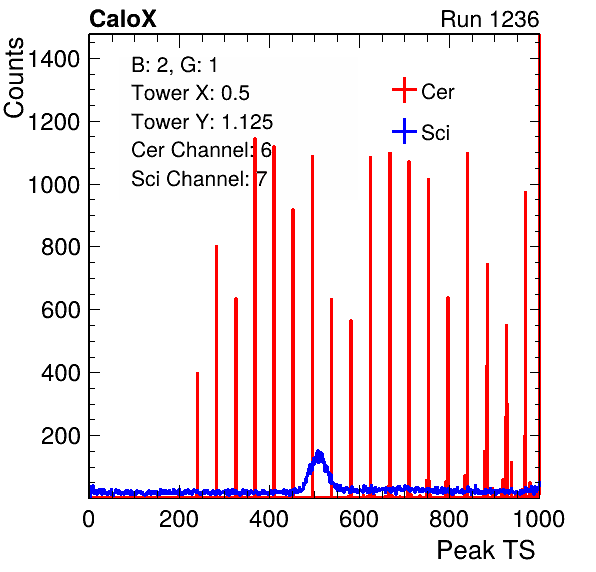 CaloX Run 1236
Counts
1400
1200
1000
800
600
400
200
B: 2, G: 1
Tower X: 0.5
Tower Y: 1.125
Cer Channel: 6
Sci Channel: 7
Cer
Sci
0 200 400 600 800 1000
Peak TS